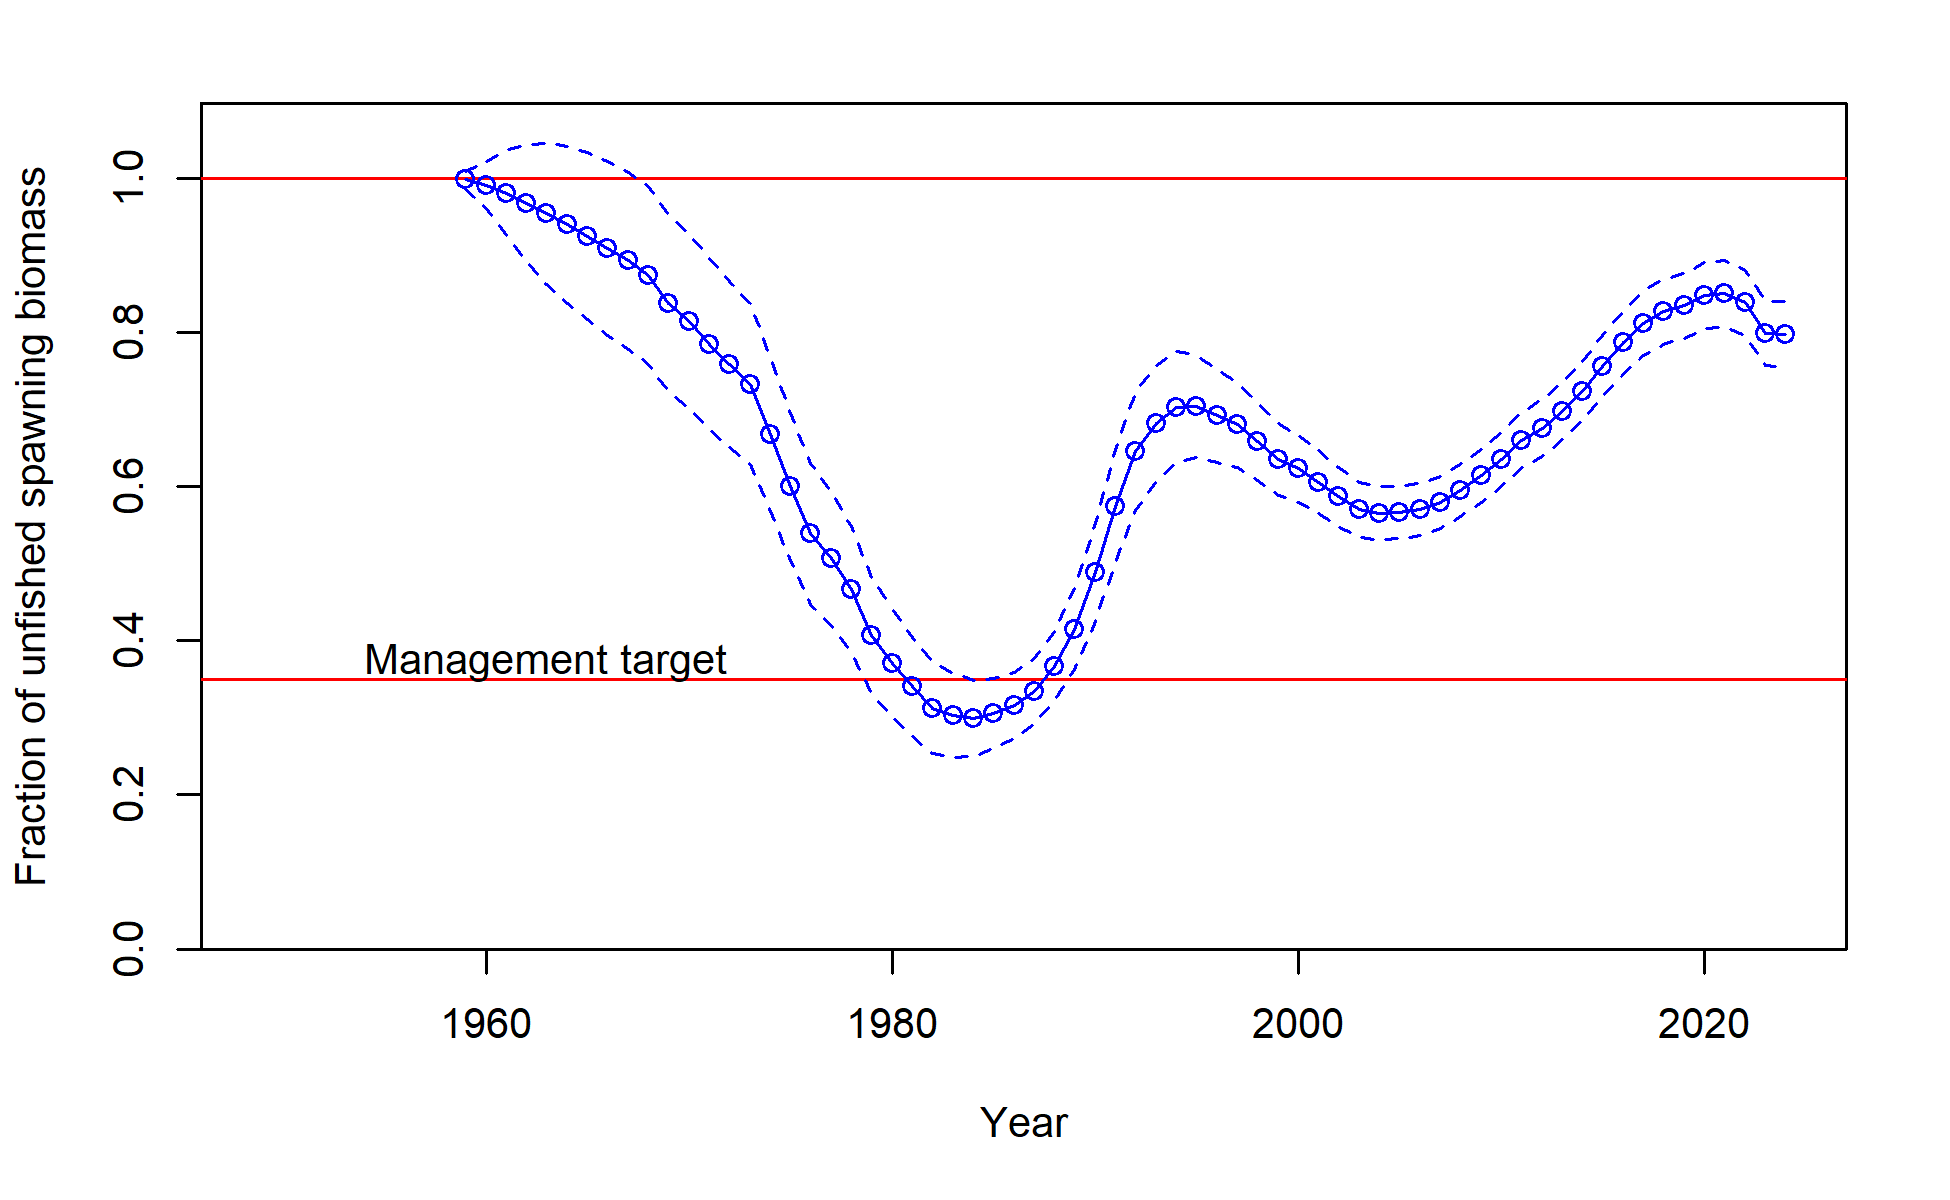 Fraction of unfished spawning biomass
1.0
0.8
0.6
0.4
0.2
0.0
Management target
1960 1980 2000 2020
Year